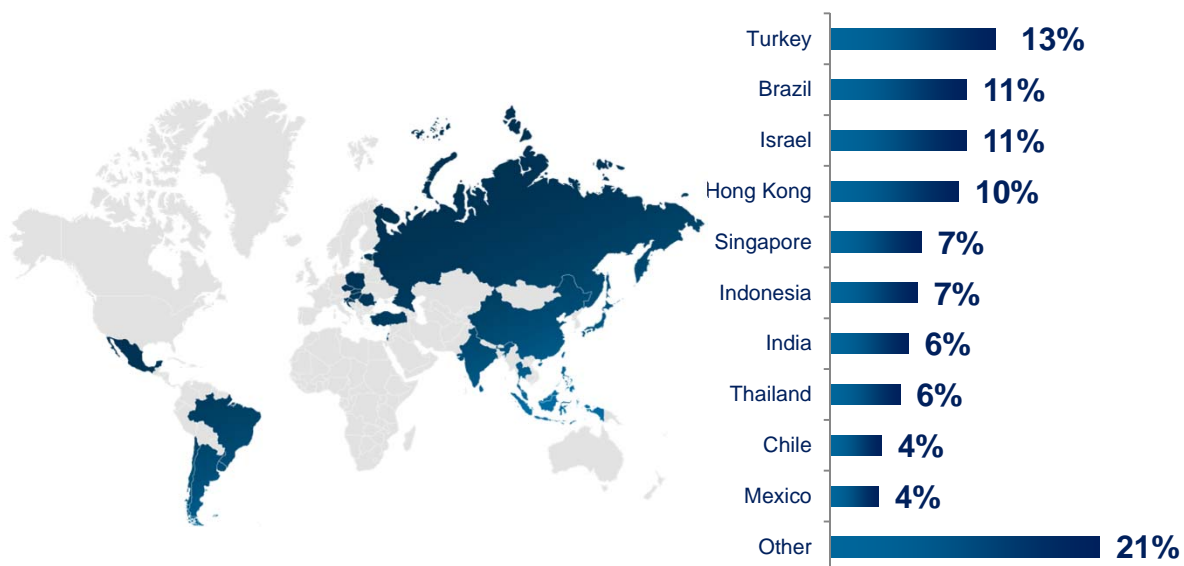 Turkey 13%
Brazil 11%
Israel 11%
Hong Kong 10%
Singapore 7%
Indonesia 7%
India 6%
Thailand 6%
Chile 4%
Mexico 4%
Other 21%